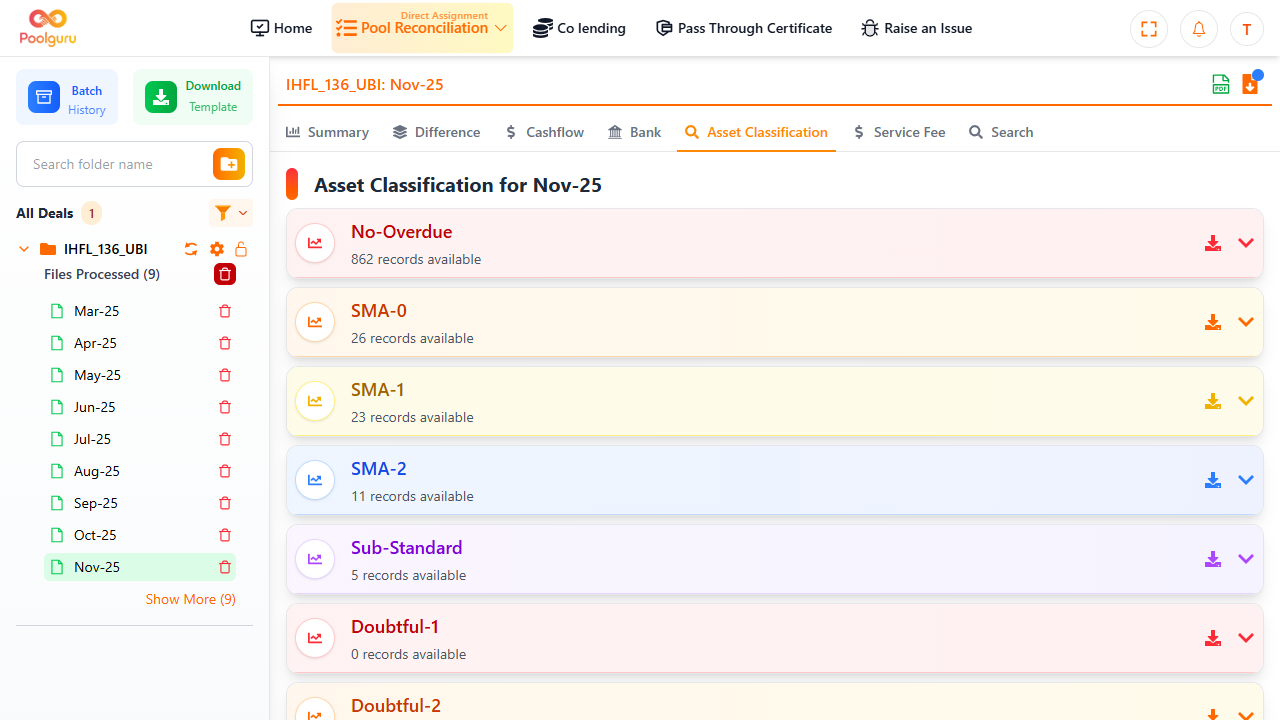 Poolguru
Home
Direct Assignment
Pool Reconciliation
Co lending
Pass Through Certificate
Raise an Issue
T
Batch
History
Download
Template
Search folder name
All Deals 1
IHFL_136_UBI
Files Processed (9)
Mar-25
Apr-25
May-25
Jun-25
Jul-25
Aug-25
Sep-25
Oct-25
Nov-25
Show More (9)
IHFL_136_UBI: Nov-25
PDF
Summary
Difference
Cashflow
Bank
Asset Classification
Service Fee
Search
Asset Classification for Nov-25
No-Overdue
862 records available
SMA-0
26 records available
SMA-1
23 records available
SMA-2
11 records available
Sub-Standard
5 records available
Doubtful-1
0 records available
Doubtful-2